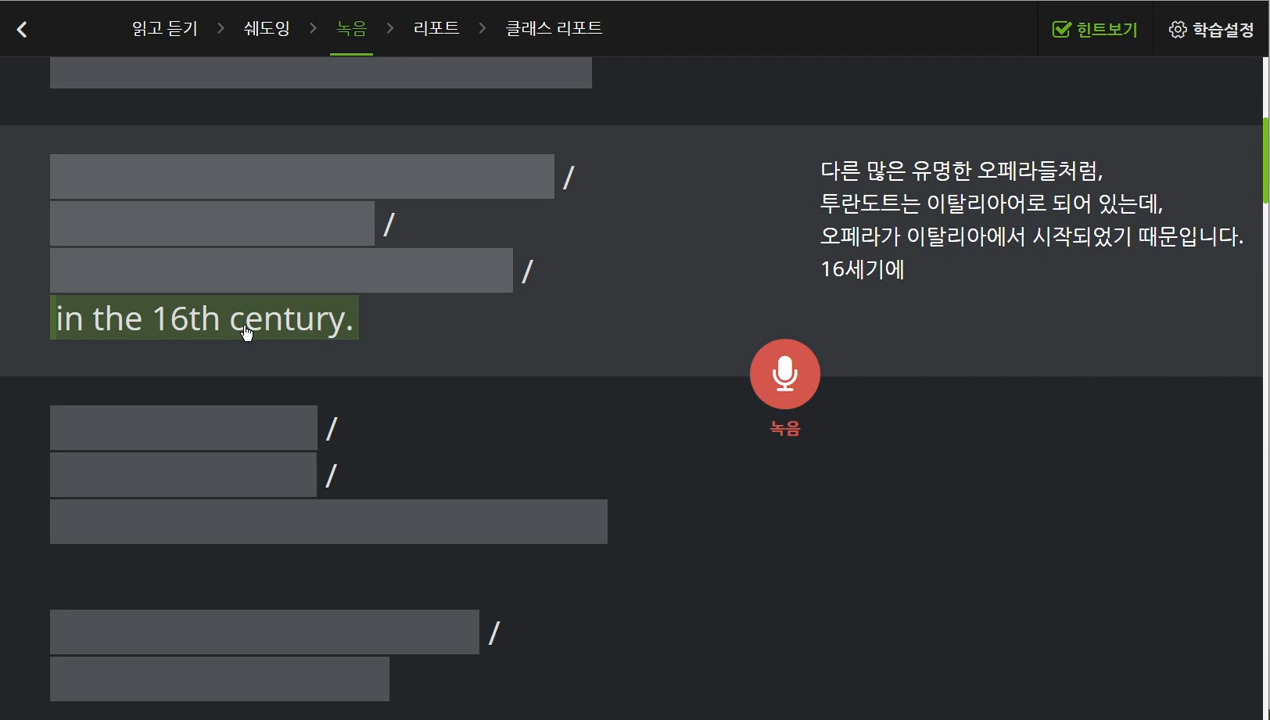 읽고 듣기 > 쉐도잉 > 녹음 > 리포트 > 클래스 리포트
힌트보기
학습설정
/
/
/
in the 16th century.
다른 많은 유명한 오페라들처럼,
투란도트는 이탈리아어로 되어 있는데,
오페라가 이탈리아에서 시작되었기 때문입니다.
16세기에
녹음
/
/
/